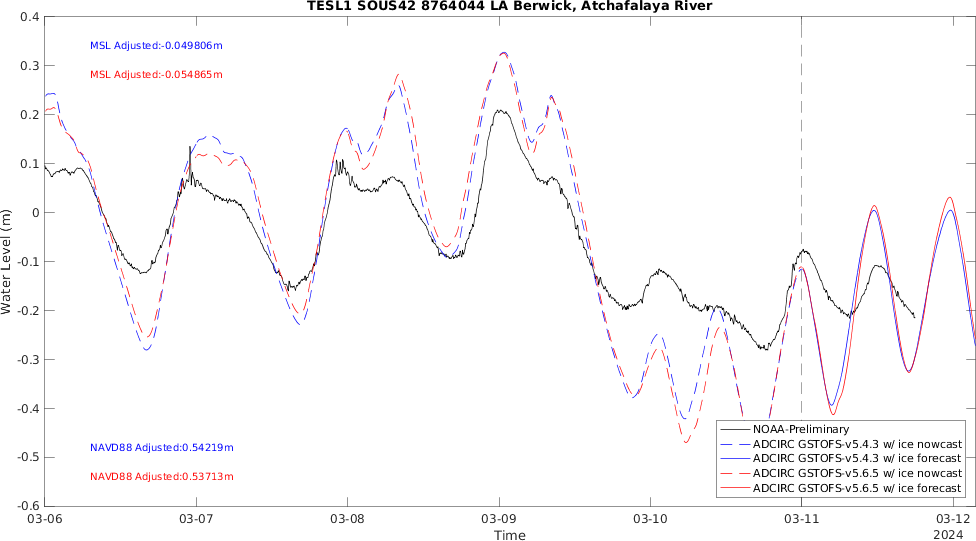 TESL1 SOUS42 8764044 LA Berwick, Atchafalaya River
0.4
0.3
0.2
0.1
0
-0.1
-0.2
-0.3
-0.4
-0.5
-0.6
Water Level (m)
MSL Adjusted:-0.049806m
MSL Adjusted:-0.054865m
NAVD88 Adjusted:0.54219m
NAVD88 Adjusted:0.53713m
NOAA-Preliminary
ADCIRC GSTOFS-v5.4.3 w/ ice nowcast
ADCIRC GSTOFS-v5.4.3 w/ ice forecast
ADCIRC GSTOFS-v5.6.5 w/ ice nowcast
ADCIRC GSTOFS-v5.6.5 w/ ice forecast
03-06 03-07 03-08 03-09 03-10 03-11 03-12
2024
Time